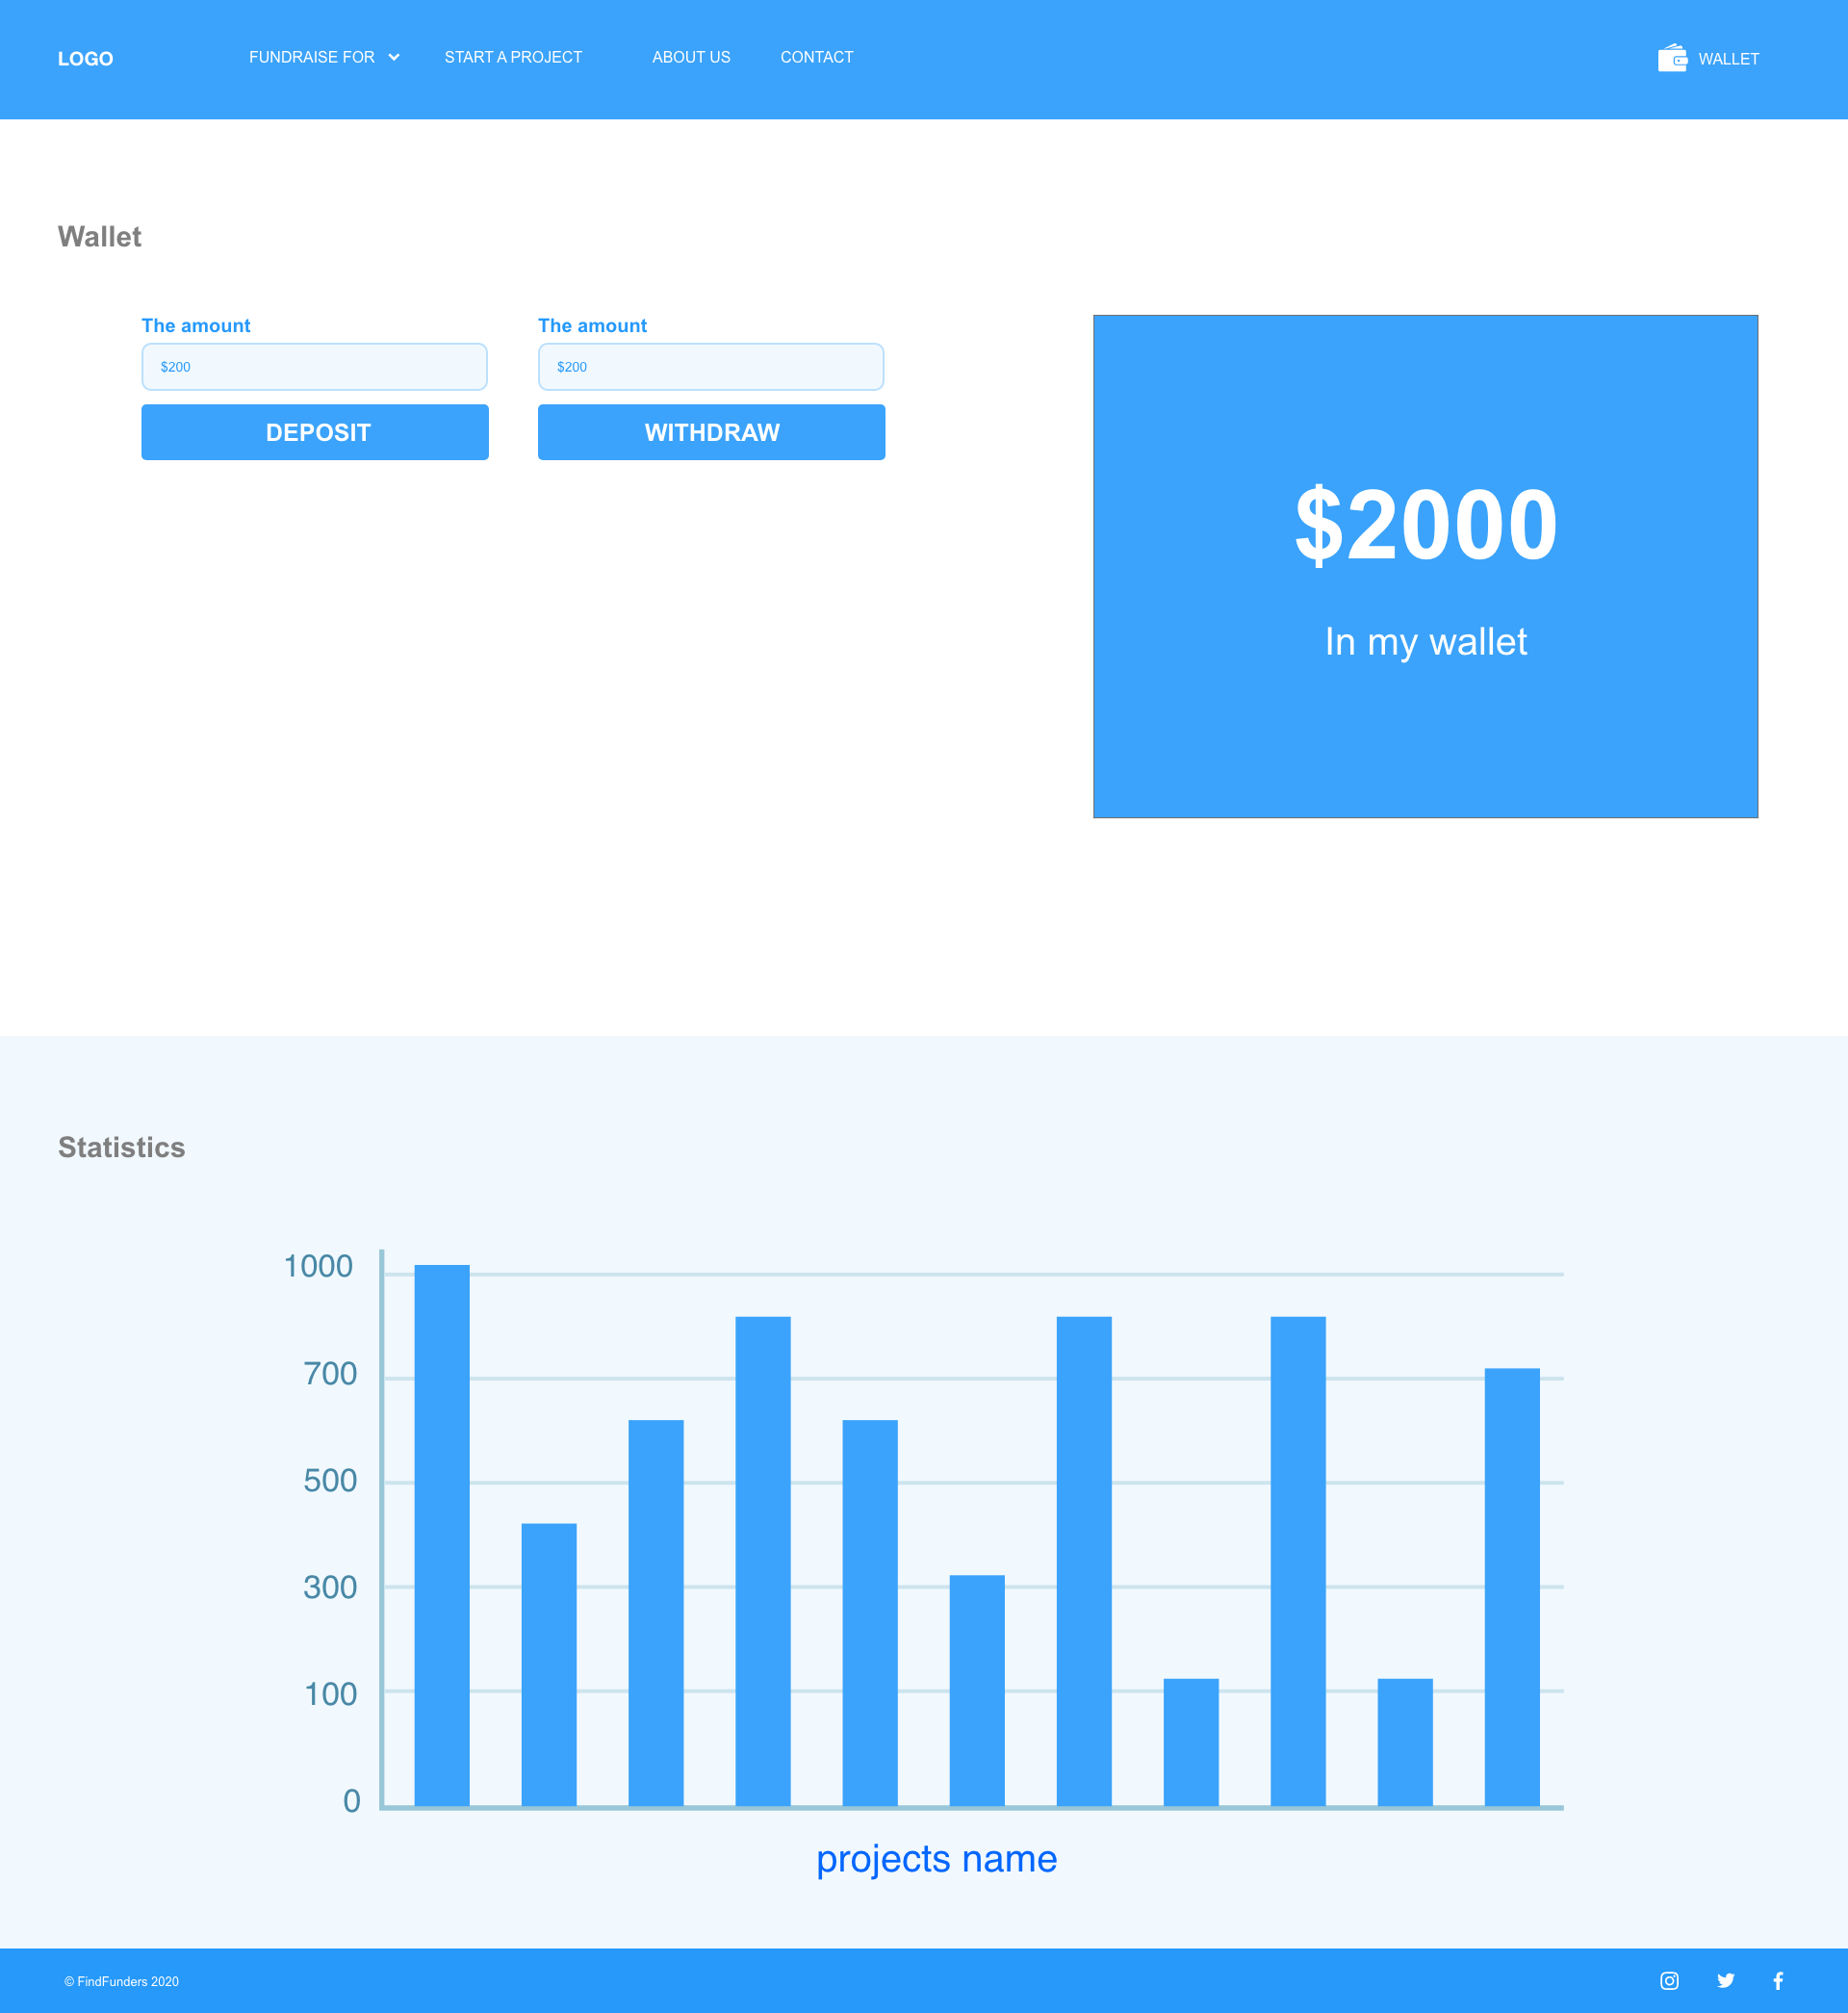 LOGO
FUNDRAISE FOR
START A PROJECT
ABOUT US
CONTACT
WALLET
Wallet
The amount
$200
DEPOSIT
The amount
$200
WITHDRAW
$2000
In my wallet
Statistics
1000
700
500
300
100
0
projects name
© FindFunders 2020